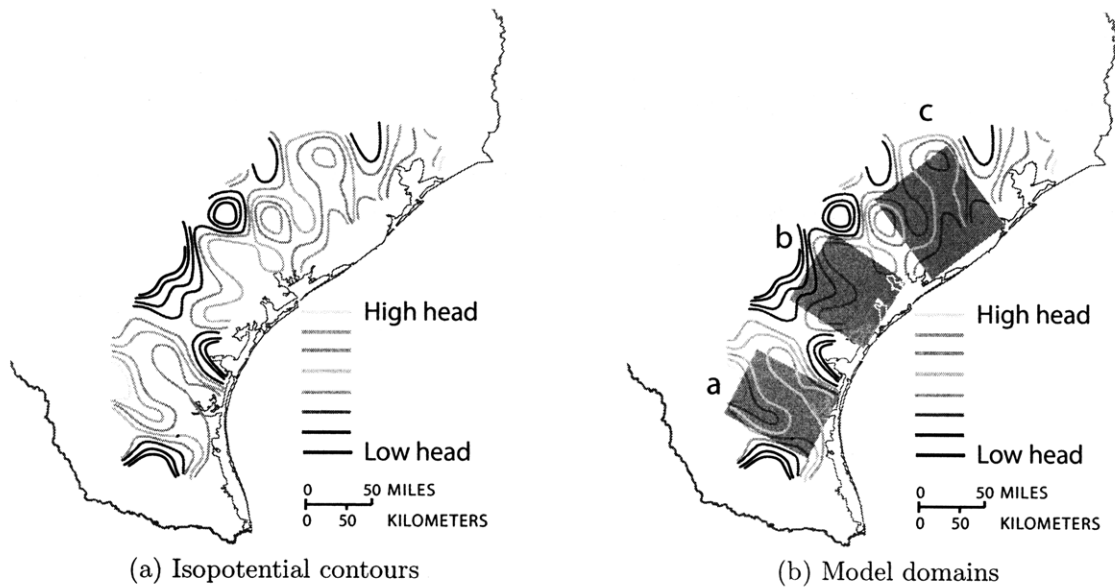 High head
Low head
0 50 MILES
0 50 KILOMETERS
(a) Isopotential contours
c
b
a
High head
Low head
0 50 MILES
0 50 KILOMETERS
(b) Model domains